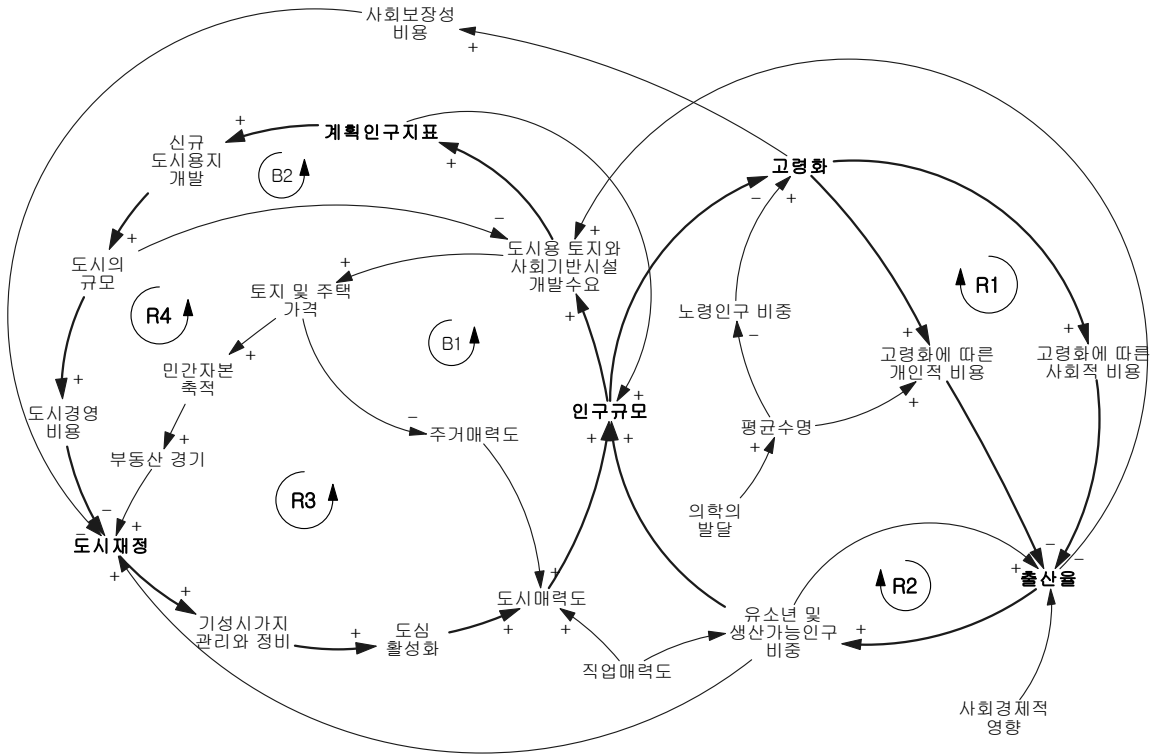 사회보장성
비용
+
계획인구지표
+
+
신규
도시용지
개발
B2
고령화
−
+
+
−
도시의
규모
도시용 토지와
사회기반시설
개발수요
+
+
+
토지 및 주택
가격
R4
B1
노령인구 비중
R1
−
+
고령화에 따른
개인적 비용
+
고령화에 따른
사회적 비용
+
민간자본
축적
+
도시경영
비용
−
주거매력도
인구규모
+
+
+
+
평균수명
+
+
부동산 경기
R3
의학의
발달
−
−
+
도시재정
+
−
−
+
출산율
R2
+
기성시가지
관리와 정비
+
도심
활성화
+
도시매력도
+
+
직업매력도
+
유소년 및
생산가능인구
비중
+
사회경제적
영향